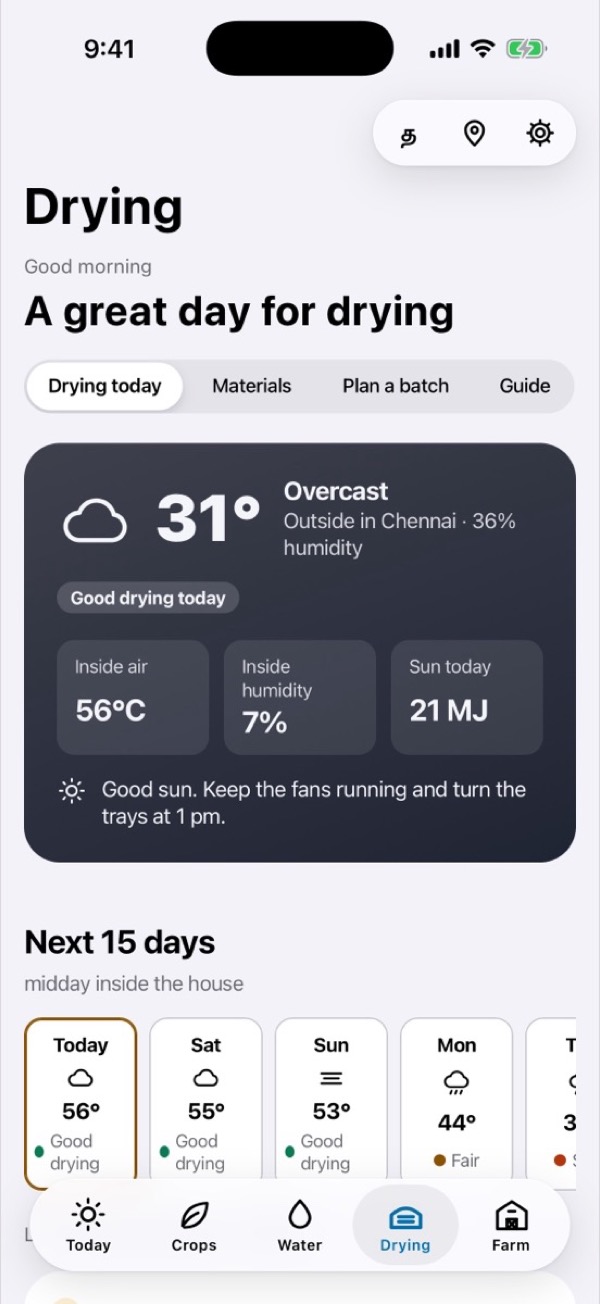 9:41
த
Drying
Good morning
A great day for drying
Drying today
Materials
Plan a batch
Guide
31°
Overcast
Outside in Chennai · 36%
humidity
Good drying today
Inside air
56°C
Inside
humidity
7%
Sun today
21 MJ
Good sun. Keep the fans running and turn the
trays at 1 pm.
Next 15 days
midday inside the house
Today
56°
Good
drying
Sat
55°
Good
drying
Sun
53°
Good
drying
Mon
44°
Fair
T
3
Today
Crops
Water
Drying
Farm